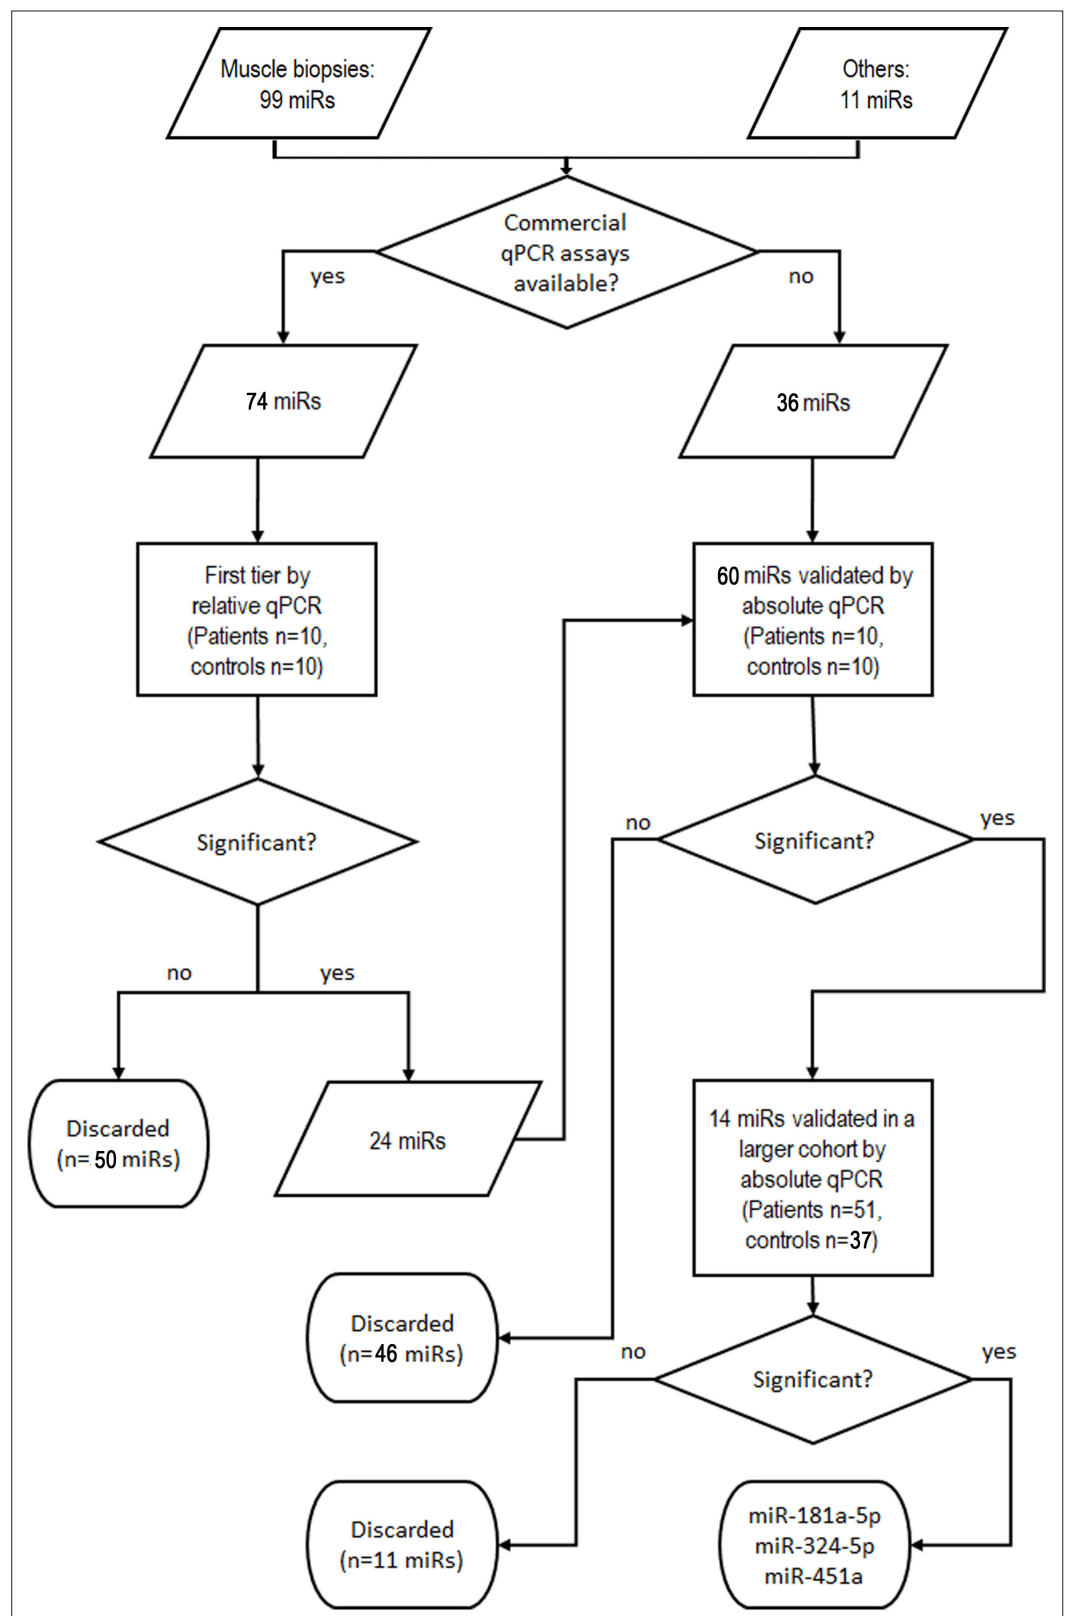 Muscle biopsies:
99 miRs
Others:
11 miRs
Commercial
qPCR assays
available?
yes
no
74 miRs
36 miRs
First tier by
relative qPCR
(Patients n=10,
controls n=10)
60 miRs validated by
absolute qPCR
(Patients n=10,
controls n=10)
Significant?
no
Significant?
yes
no
yes
Discarded
(n= 50 miRs)
24 miRs
14 miRs validated in a
larger cohort by
absolute qPCR
(Patients n=51,
controls n=37)
Discarded
(n=46 miRs)
no
Significant?
yes
Discarded
(n=11 miRs)
miR-181a-5p
miR-324-5p
miR-451a